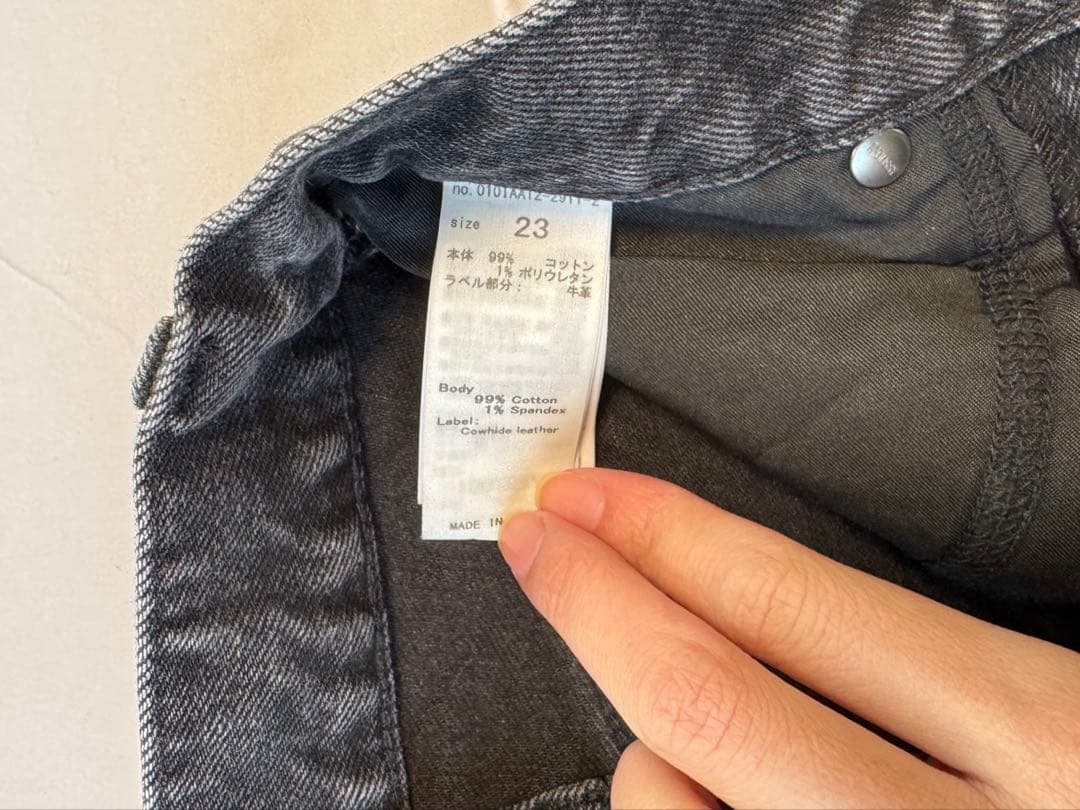 no.0101AA12-2911-2
size 23
本体 99% コットン
1% ポリウレタン
ラベル部分: 牛革
Body
99% Cotton
1% Spandex
Label:
Cowhide leather
MADE IN